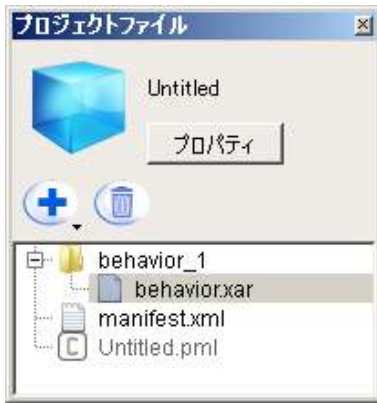 プロジェクトファイル
Untitled
プロパティ
behavior_1
behavior.xar
manifest.xml
Untitled.pml